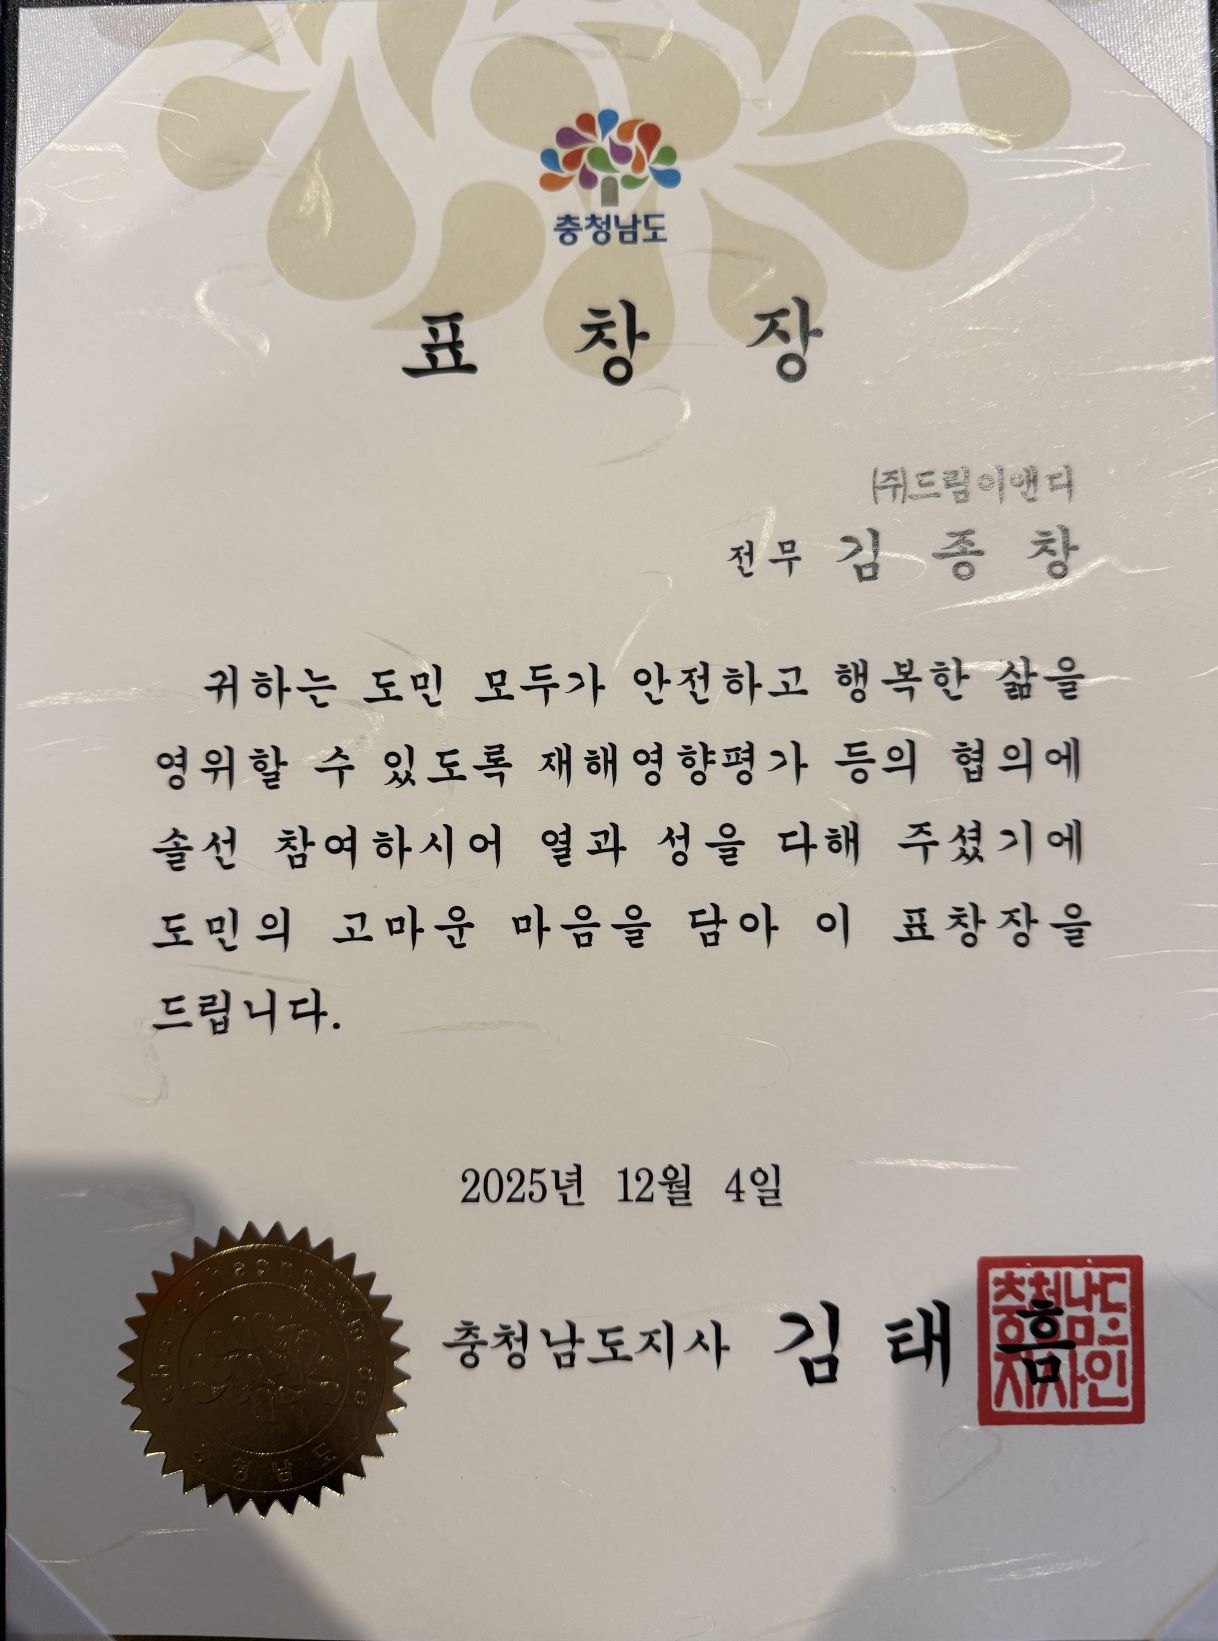 충청남도
표 창 장
(주)드림이앤디
전무 김 종 창
귀하는 도민 모두가 안전하고 행복한 삶을
영위할 수 있도록 재해영향평가 등의 협의에
솔선 참여하시어 열과 성을 다해 주셨기에
도민의 고마운 마음을 담아 이 표창장을
드립니다.
2025년 12월 4일
충청남도지사 김 태 흠
충청남도